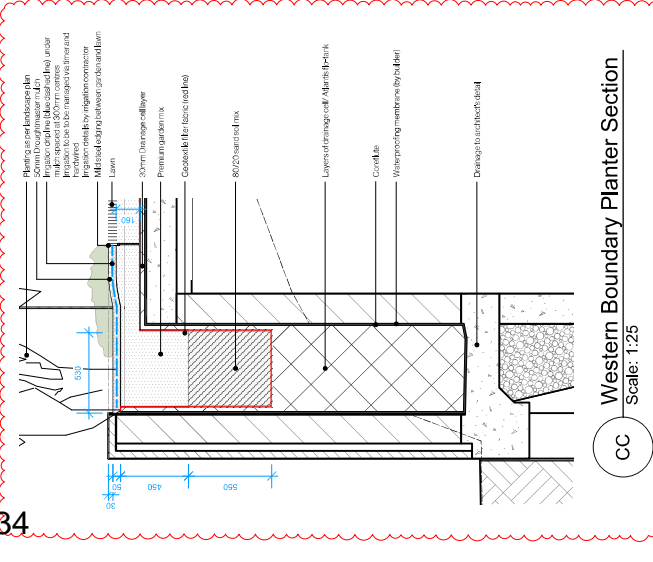 Planting as per landscape plan
50mm Droughtmaster mulch
Irrigation dripline (blue dashed line) under
mulch spaced at 300mm centres
Irrigation to be to be managed via timer and
hardwired
Irrigation details by irrigation contractor
Mild steel edging between garden and lawn
Lawn
30mm Drainage cell layer
Premium garden mix
Geotextile filter fabric (red line)
80/20 sand soil mix
Layers of drainage cell/ Atlantis flo-tank
Coreflute
Waterproofing membrane (by builder)
Drainage to architect's detail
160
530
30
50
450
550
CC
Western Boundary Planter Section
Scale: 1:25
34